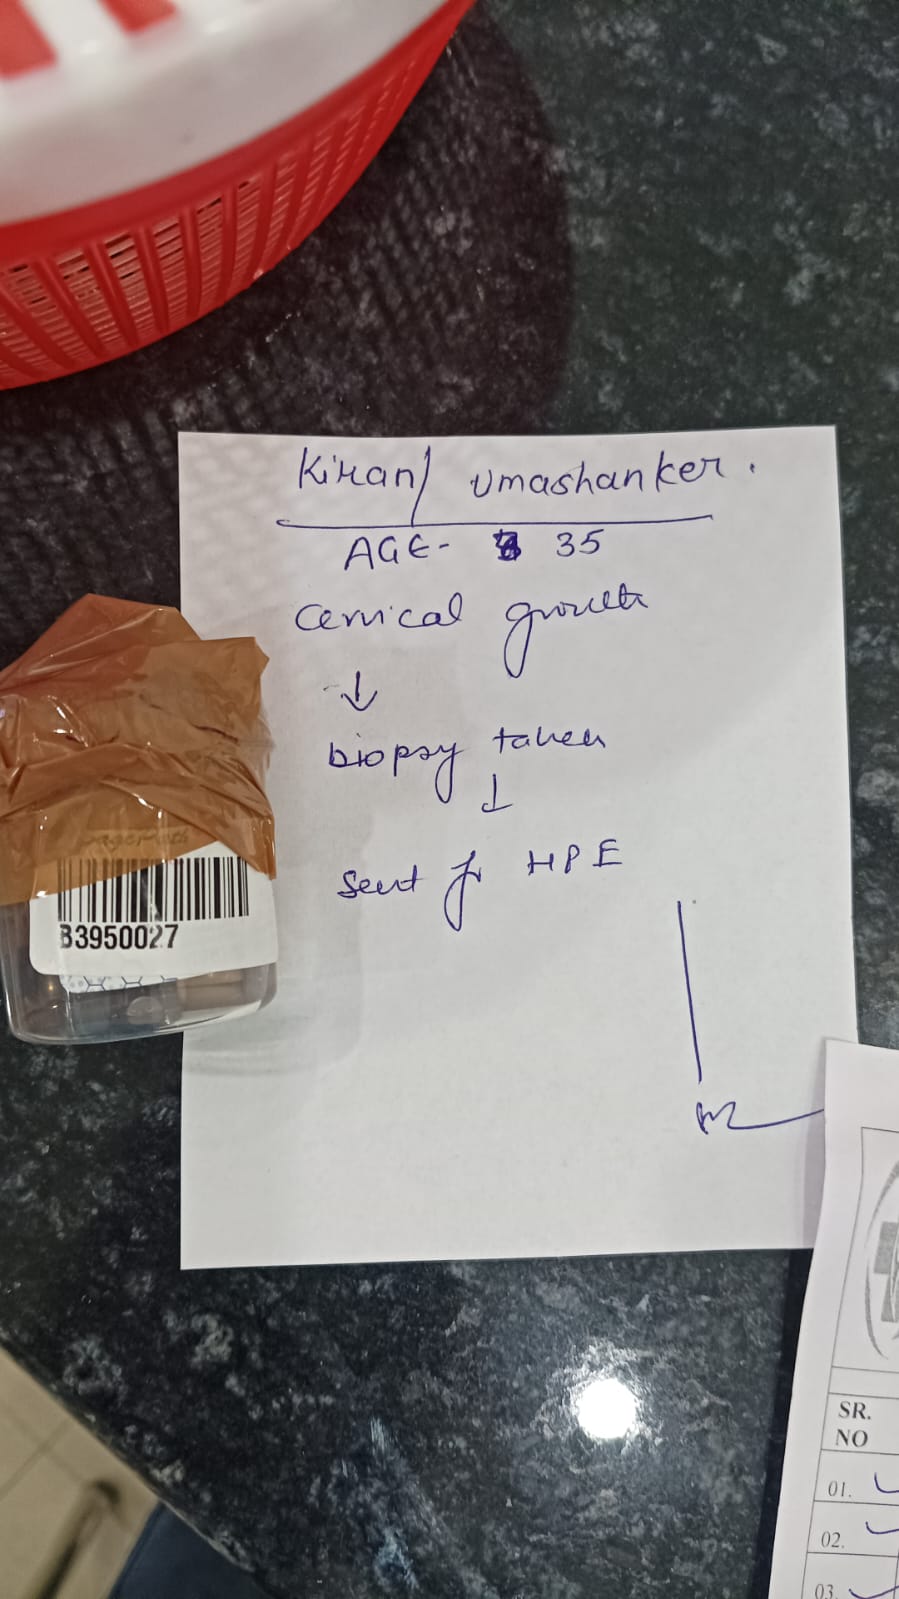 Kiran/ Umashanker.
AGE- 35
Cervical growth
↓
biopsy taken
↓
Sent for HPE
B3950027
SR.
NO
01.
02.
03.